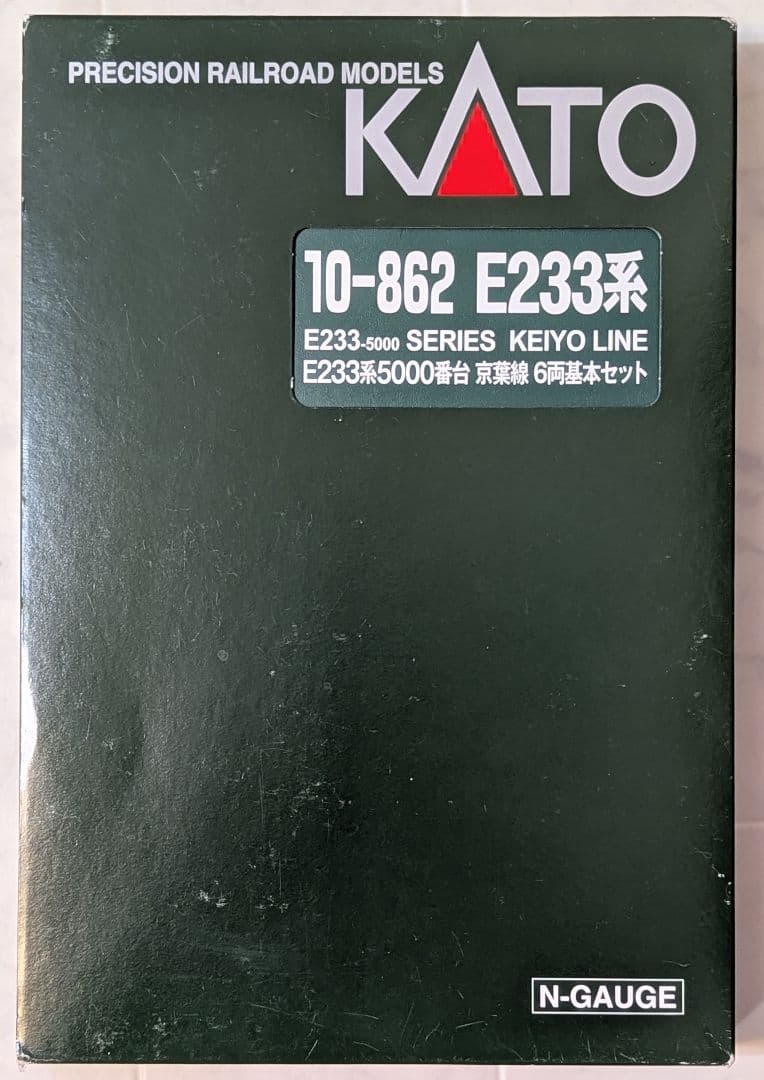 PRECISION RAILROAD MODELS
KATO
10-862 E233系
E233-5000 SERIES KEIYO LINE
E233系5000番台 京葉線 6両基本セット
N-GAUGE